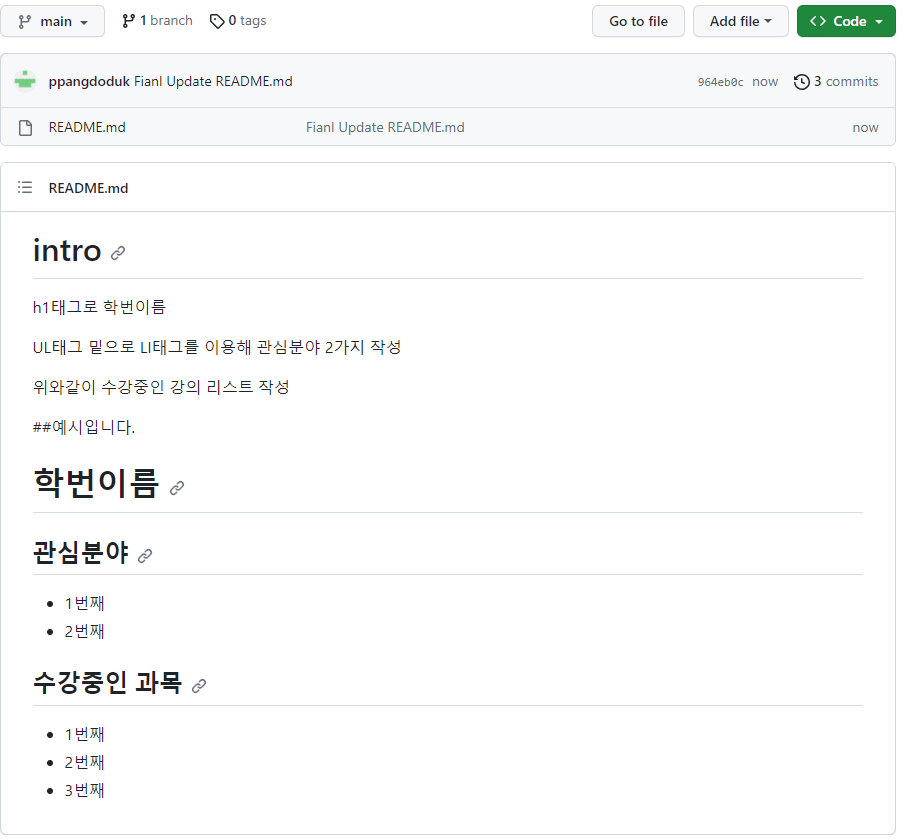 main 1 branch 0 tags Go to file Add file <> Code
ppangdoduk Fianl Update README.md 964eb0c now 3 commits
README.md Fianl Update README.md now
README.md
intro
h1태그로 학번이름
UL태그 밑으로 LI태그를 이용해 관심분야 2가지 작성
위와같이 수강중인 강의 리스트 작성
##예시입니다.
학번이름
관심분야
• 1번째
• 2번째
수강중인 과목
• 1번째
• 2번째
• 3번째